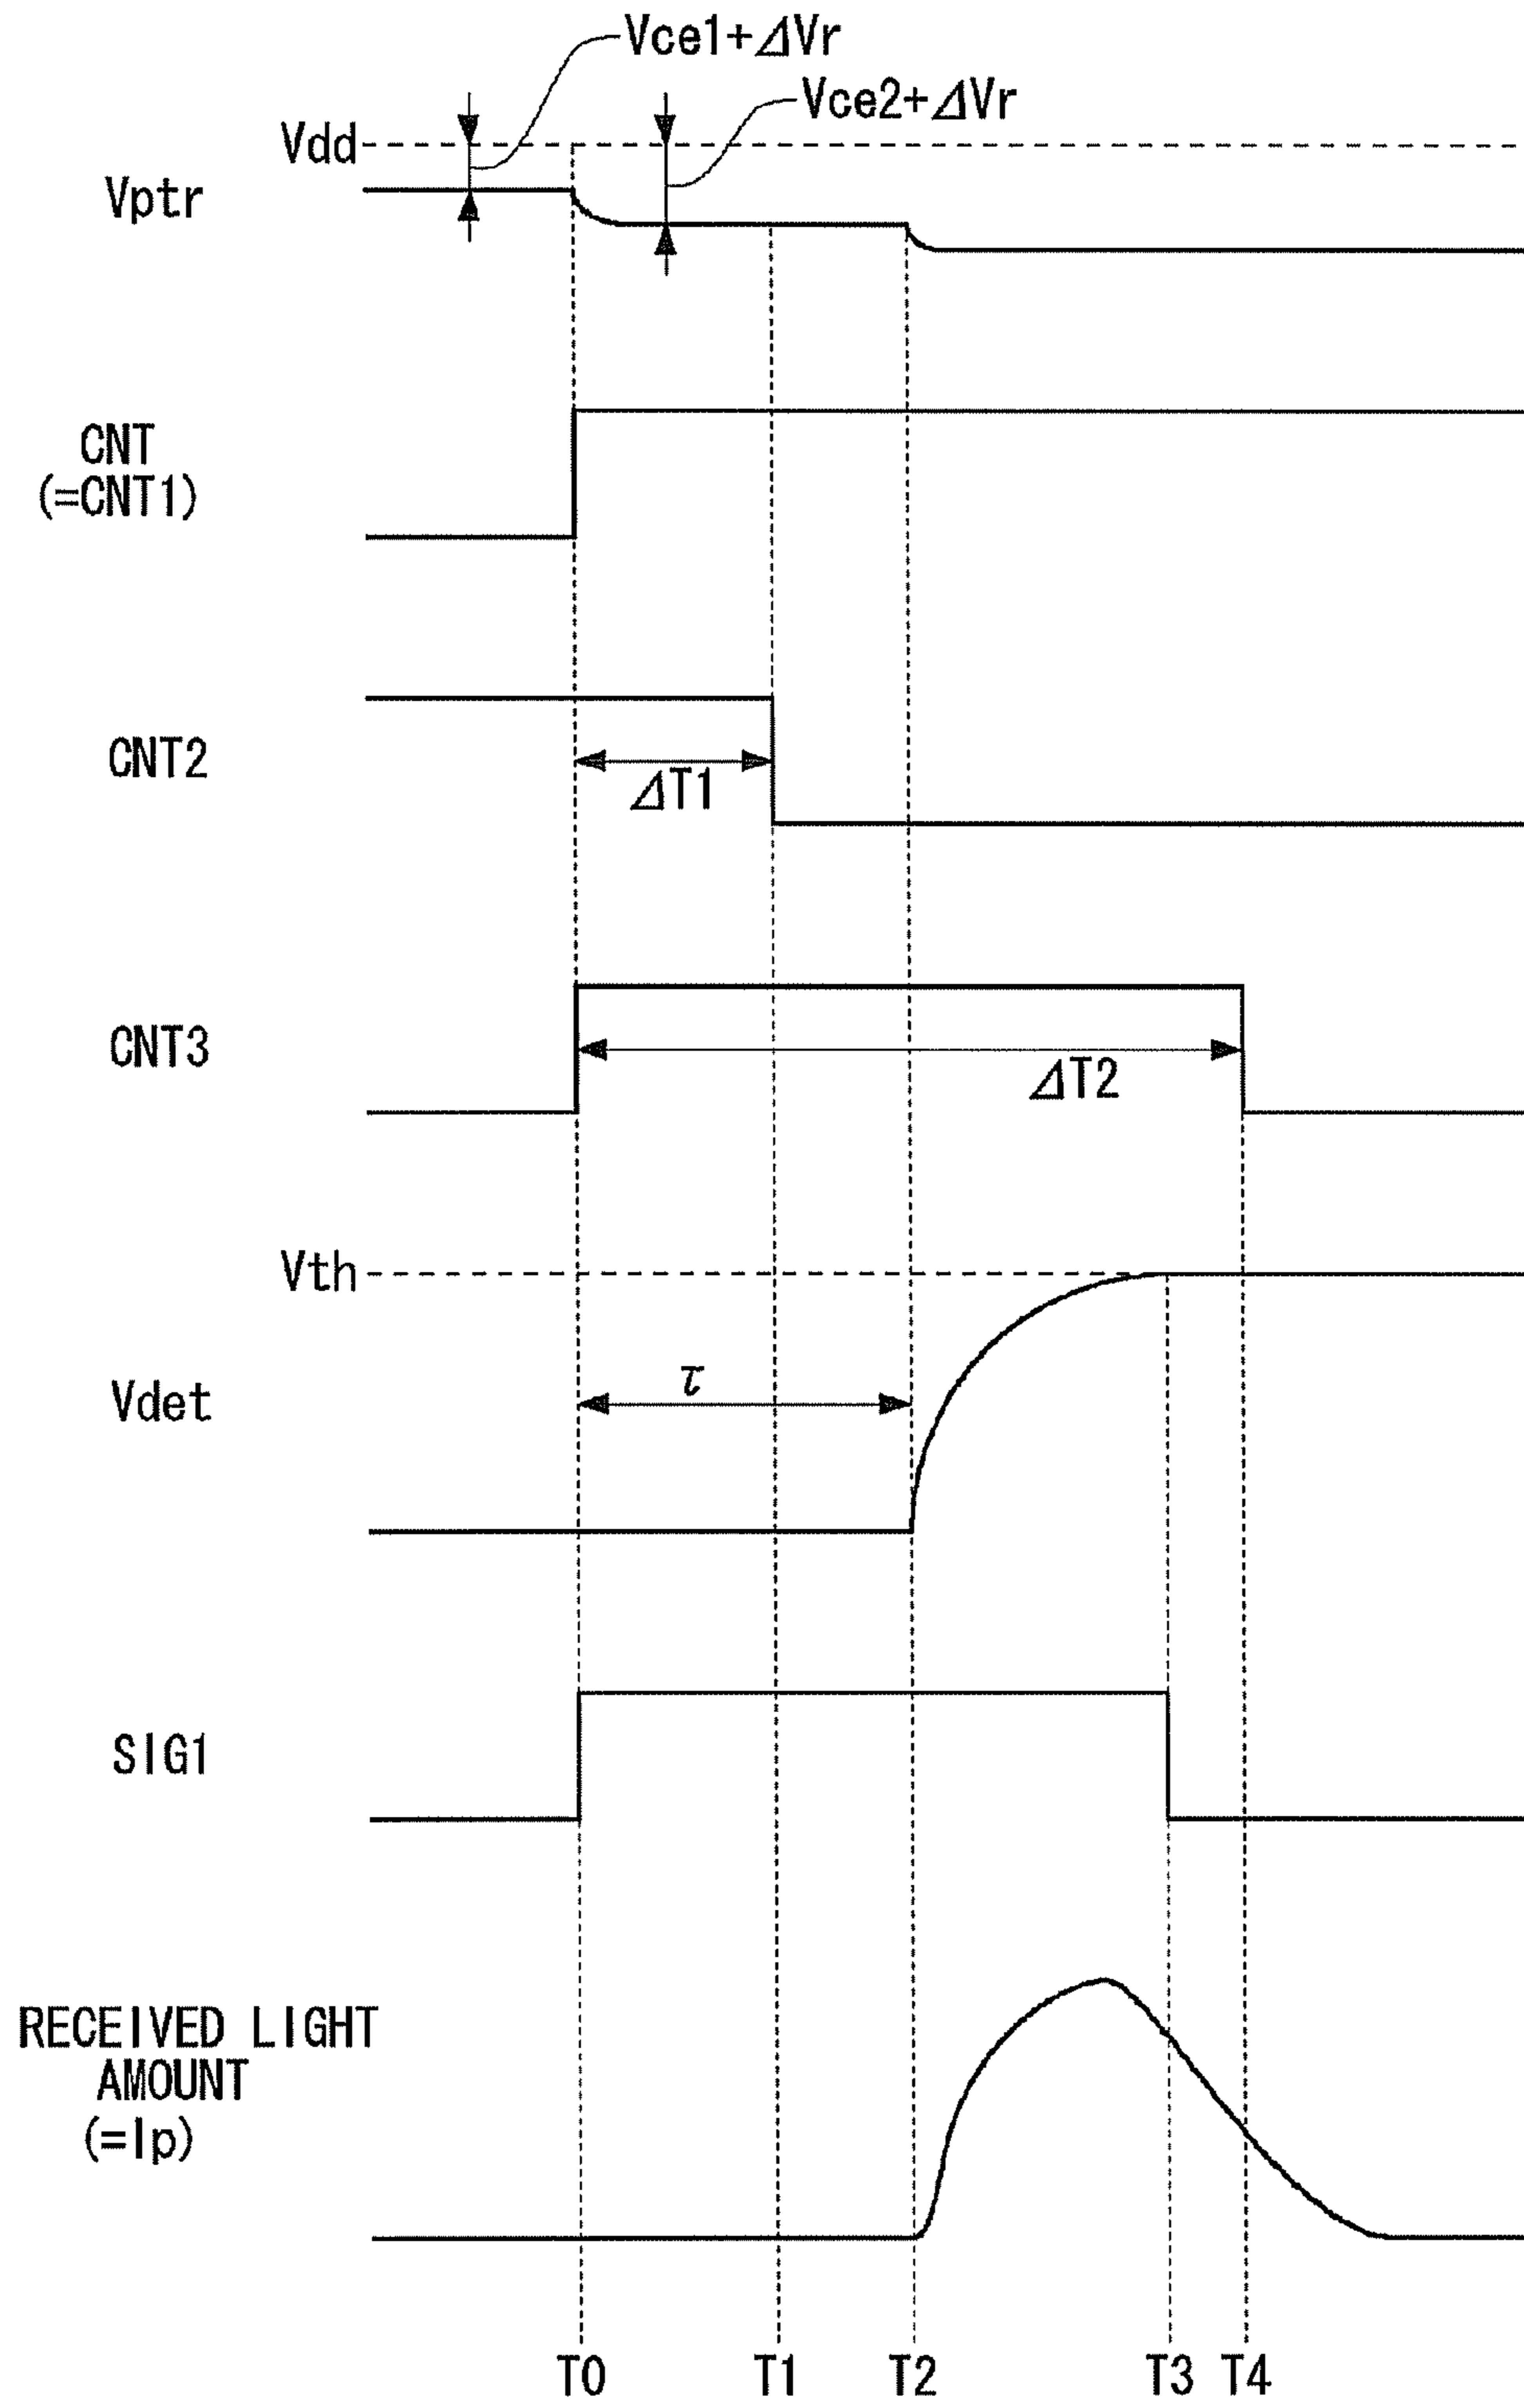 Vce1+ΔVr
Vce2+ΔVr
Vdd
Vptr
CNT
(=CNT1)
CNT2
ΔT1
CNT3
ΔT2
Vth
τ
Vdet
SIG1
RECEIVED LIGHT
AMOUNT
(=Ip)
T0 T1 T2 T3 T4